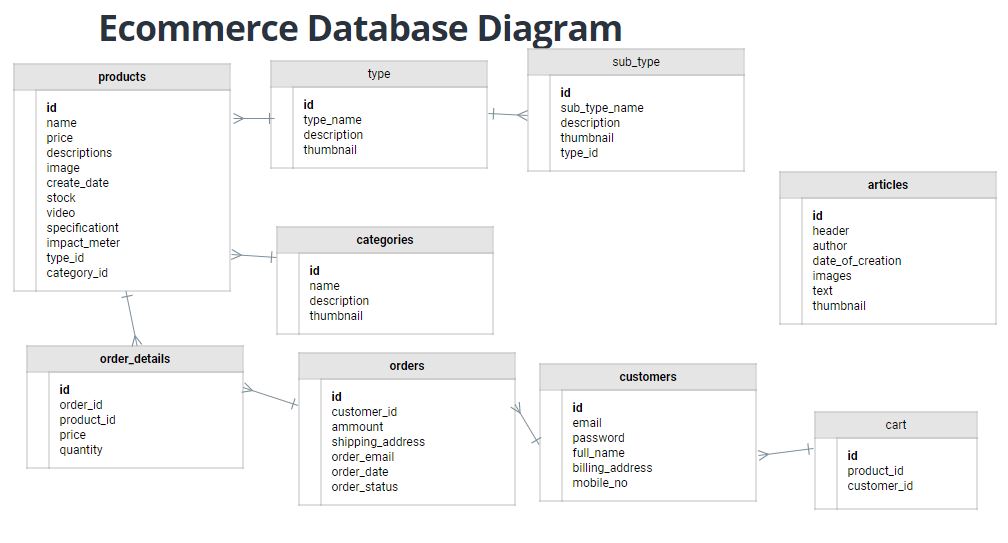 Ecommerce Database Diagram
products
id
name
price
descriptions
image
create_date
stock
video
specificationt
impact_meter
type_id
category_id
type
id
type_name
description
thumbnail
sub_type
id
sub_type_name
description
thumbnail
type_id
articles
id
header
author
date_of_creation
images
text
thumbnail
categories
id
name
description
thumbnail
order_details
id
order_id
product_id
price
quantity
orders
id
customer_id
ammount
shipping_address
order_email
order_date
order_status
customers
id
email
password
full_name
billing_address
mobile_no
cart
id
product_id
customer_id